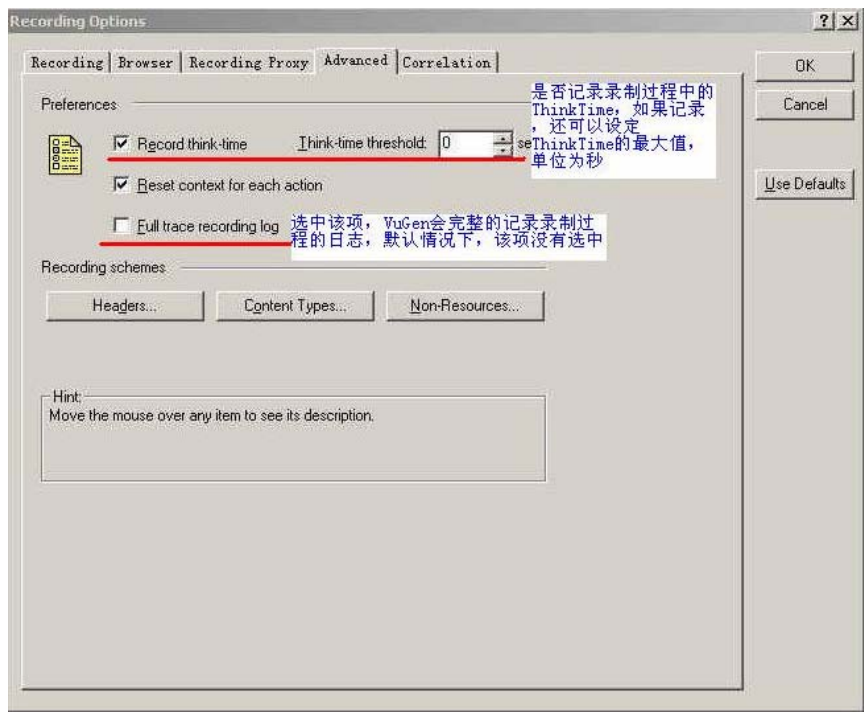 Recording Options
Recording Browser Recording Proxy Advanced Correlation
OK
Cancel
Use Defaults
Preferences
Record think-time
Think-time threshold:
0
se
是否记录录制过程中的
ThinkTime，如果记录
，还可以设定
ThinkTime的最大值，
单位为秒
Reset context for each action
Full trace recording log
选中该项，VuGen会完整的记录录制过
程的日志，默认情况下，该项没有选中
Recording schemes
Headers...
Content Types...
Non-Resources...
Hint:
Move the mouse over any item to see its description.